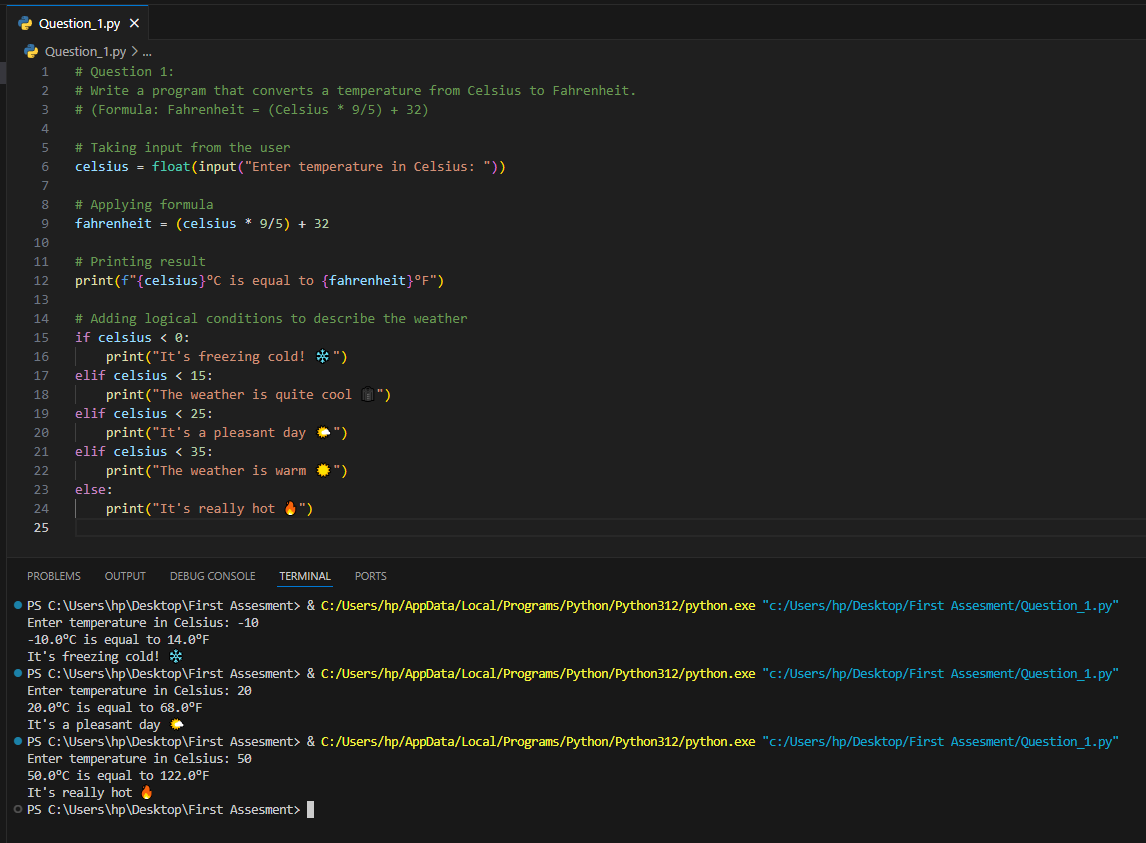 Question_1.py ×
Question_1.py > ...
1 # Question 1:
2 # Write a program that converts a temperature from Celsius to Fahrenheit.
3 # (Formula: Fahrenheit = (Celsius * 9/5) + 32)
4
5 # Taking input from the user
6 celsius = float(input("Enter temperature in Celsius: "))
7
8 # Applying formula
9 fahrenheit = (celsius * 9/5) + 32
10
11 # Printing result
12 print(f"{celsius}°C is equal to {fahrenheit}°F")
13
14 # Adding logical conditions to describe the weather
15 if celsius < 0:
16     print("It's freezing cold! ❄️")
17 elif celsius < 15:
18     print("The weather is quite cool 🧥")
19 elif celsius < 25:
20     print("It's a pleasant day 🌤️")
21 elif celsius < 35:
22     print("The weather is warm ☀️")
23 else:
24     print("It's really hot 🔥")
25
PROBLEMS OUTPUT DEBUG CONSOLE TERMINAL PORTS
PS C:\Users\hp\Desktop\First Assesment> & C:/Users/hp/AppData/Local/Programs/Python/Python312/python.exe "c:/Users/hp/Desktop/First Assesment/Question_1.py"
Enter temperature in Celsius: -10
-10.0°C is equal to 14.0°F
It's freezing cold! ❄️
PS C:\Users\hp\Desktop\First Assesment> & C:/Users/hp/AppData/Local/Programs/Python/Python312/python.exe "c:/Users/hp/Desktop/First Assesment/Question_1.py"
Enter temperature in Celsius: 20
20.0°C is equal to 68.0°F
It's a pleasant day 🌤️
PS C:\Users\hp\Desktop\First Assesment> & C:/Users/hp/AppData/Local/Programs/Python/Python312/python.exe "c:/Users/hp/Desktop/First Assesment/Question_1.py"
Enter temperature in Celsius: 50
50.0°C is equal to 122.0°F
It's really hot 🔥
PS C:\Users\hp\Desktop\First Assesment>